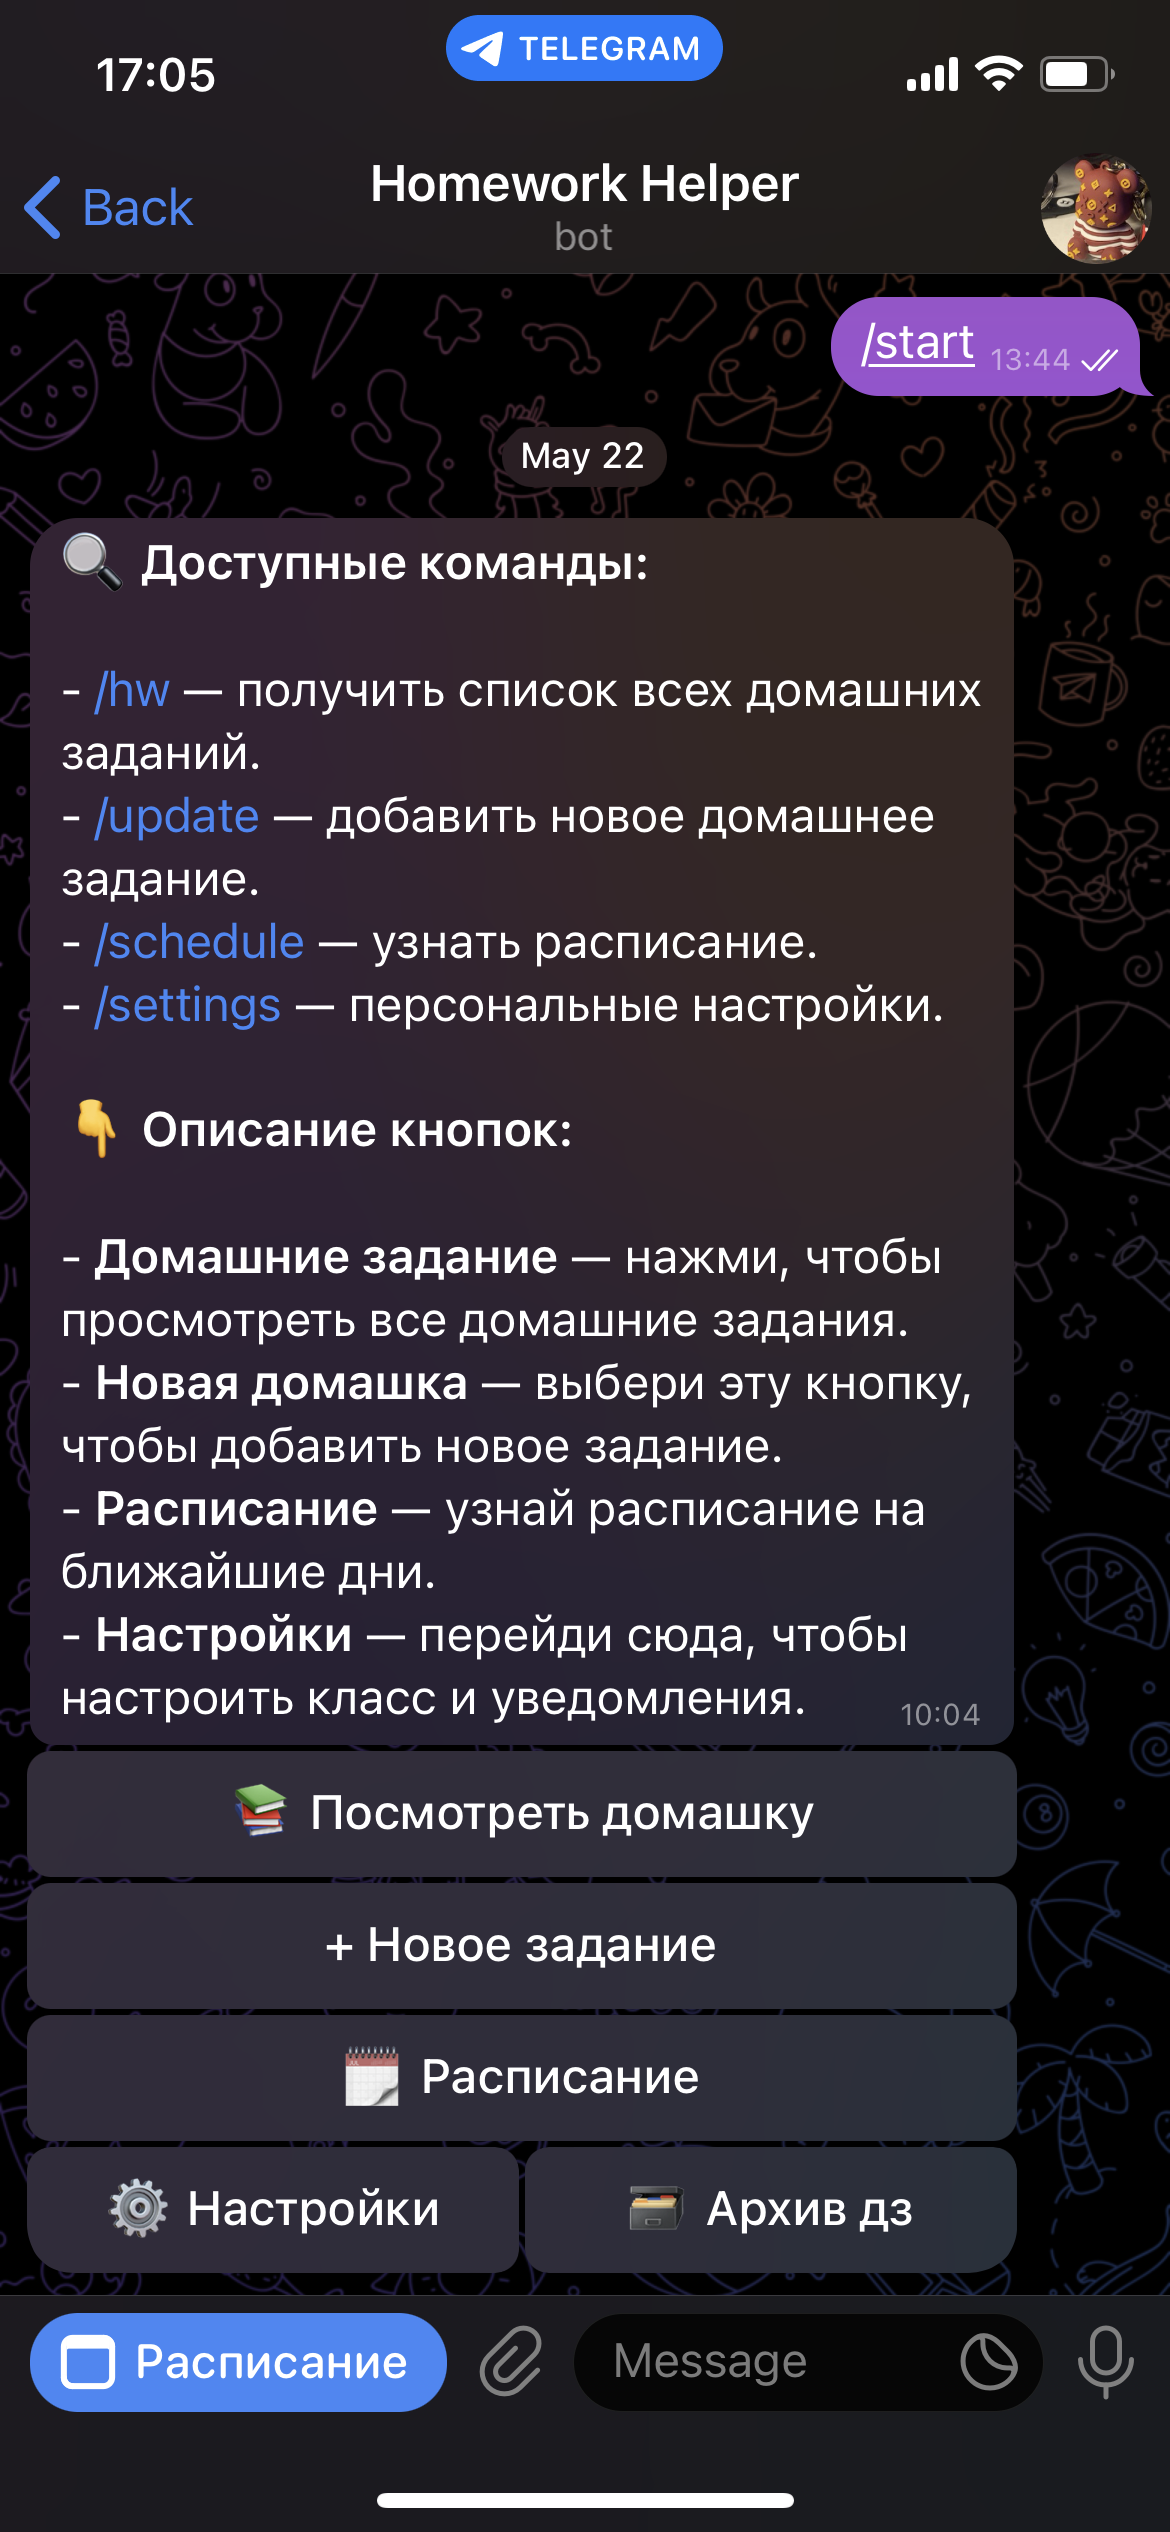 17:05
TELEGRAM
Back
Homework Helper
bot
/start 13:44
May 22
Доступные команды:
- /hw — получить список всех домашних
заданий.
- /update — добавить новое домашнее
задание.
- /schedule — узнать расписание.
- /settings — персональные настройки.
Описание кнопок:
- Домашние задание — нажми, чтобы
просмотреть все домашние задания.
- Новая домашка — выбери эту кнопку,
чтобы добавить новое задание.
- Расписание — узнай расписание на
ближайшие дни.
- Настройки — перейди сюда, чтобы
настроить класс и уведомления.
10:04
Посмотреть домашку
+ Новое задание
Расписание
Настройки
Архив дз
Расписание
Message